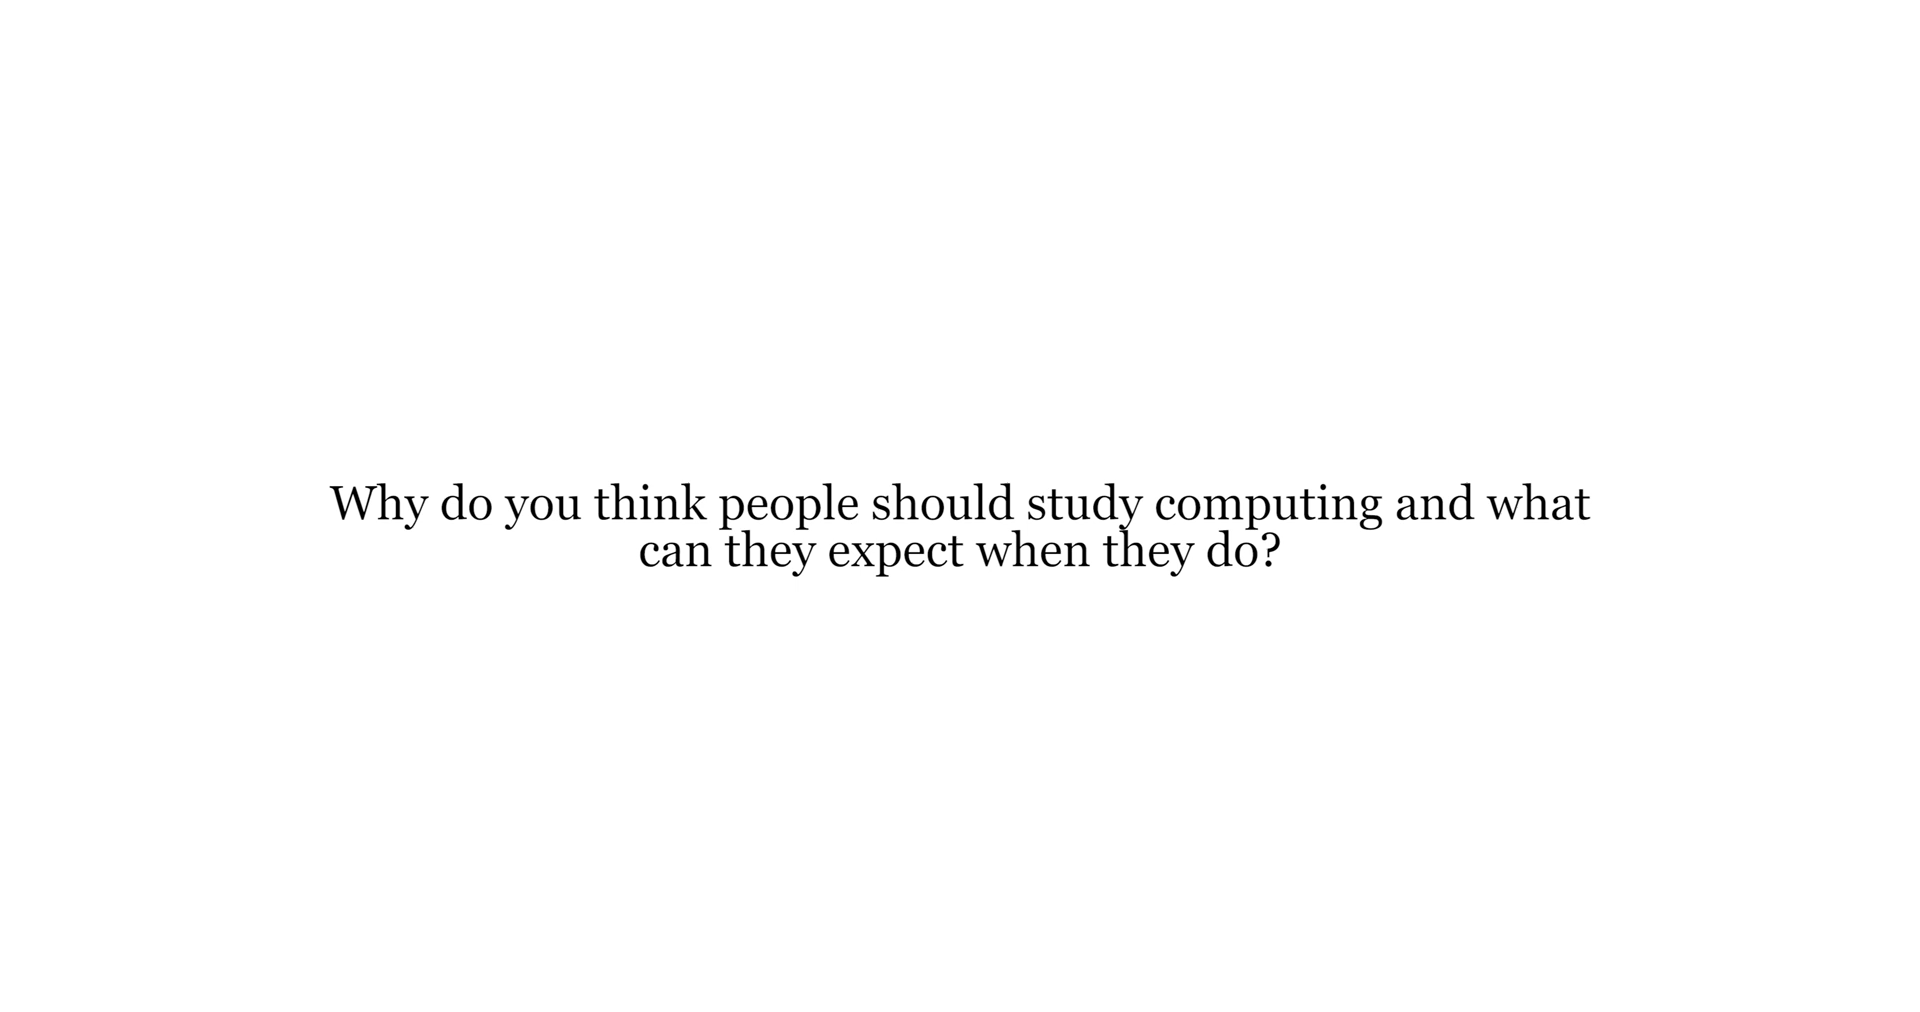 Why do you think people should study computing and what
can they expect when they do?